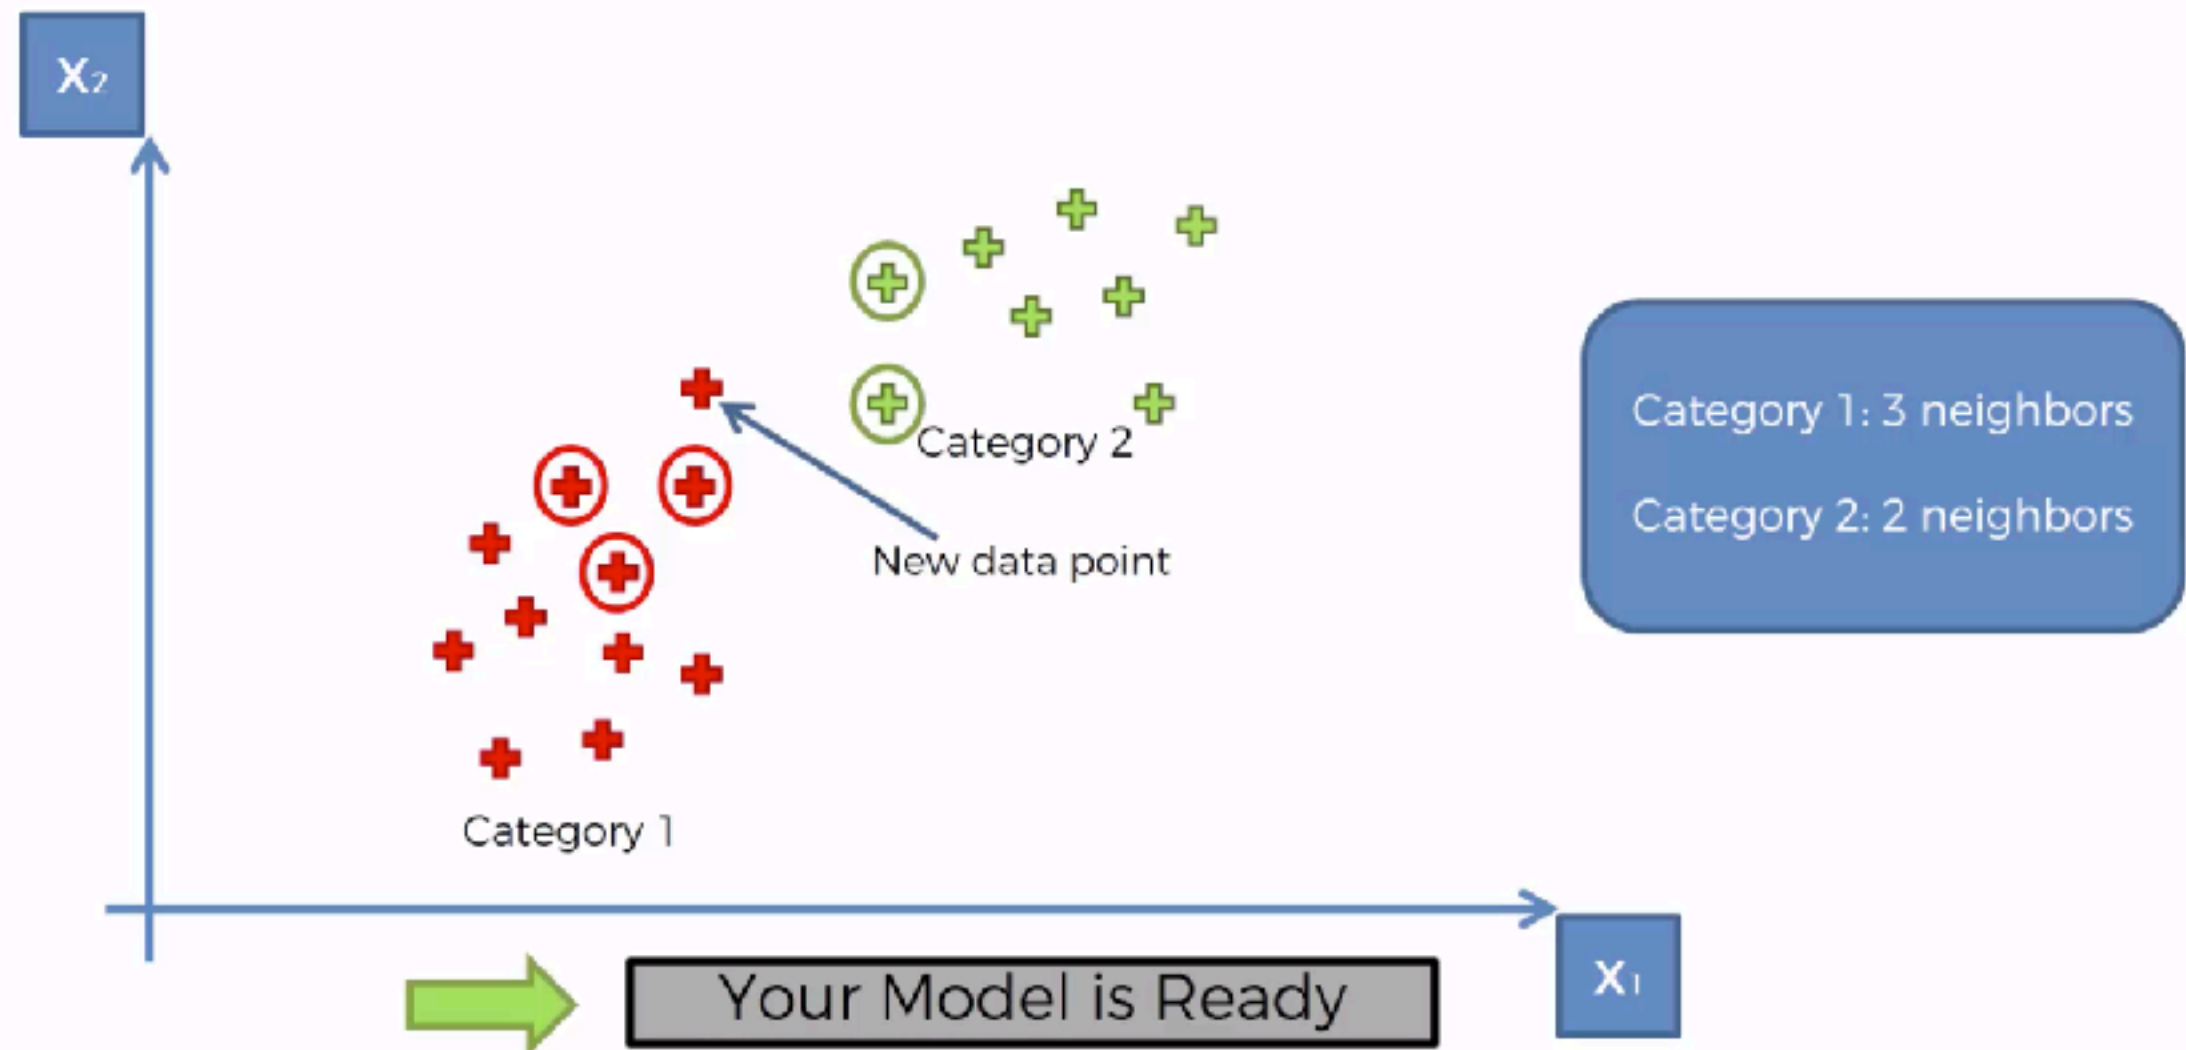 X2
Category 2
Category 1: 3 neighbors
Category 2: 2 neighbors
New data point
Category 1
X1
Your Model is Ready